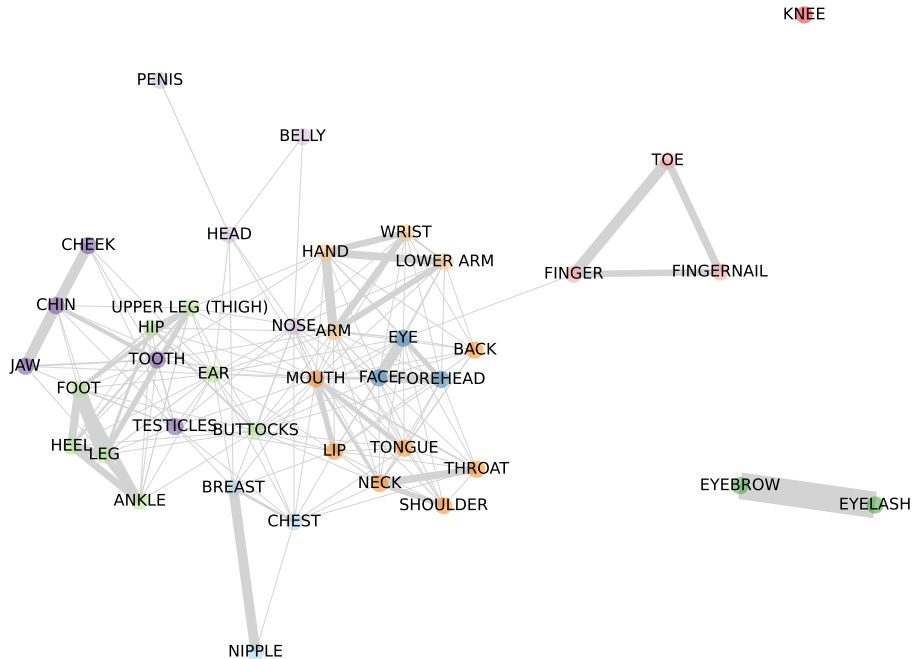 KNEE
PENIS
BELLY
TOE
HEAD
WRIST
CHEEK
HAND
LOWER ARM
FINGER
FINGERNAIL
CHIN
UPPER LEG (THIGH)
HIP
NOSE
ARM
EYE
BACK
JAW
TOOTH
EAR
MOUTH
FACE
FOREHEAD
FOOT
TESTICLES
BUTTOCKS
HEEL
LEG
LIP
TONGUE
THROAT
ANKLE
BREAST
NECK
SHOULDER
EYEBROW
EYELASH
CHEST
NIPPLE